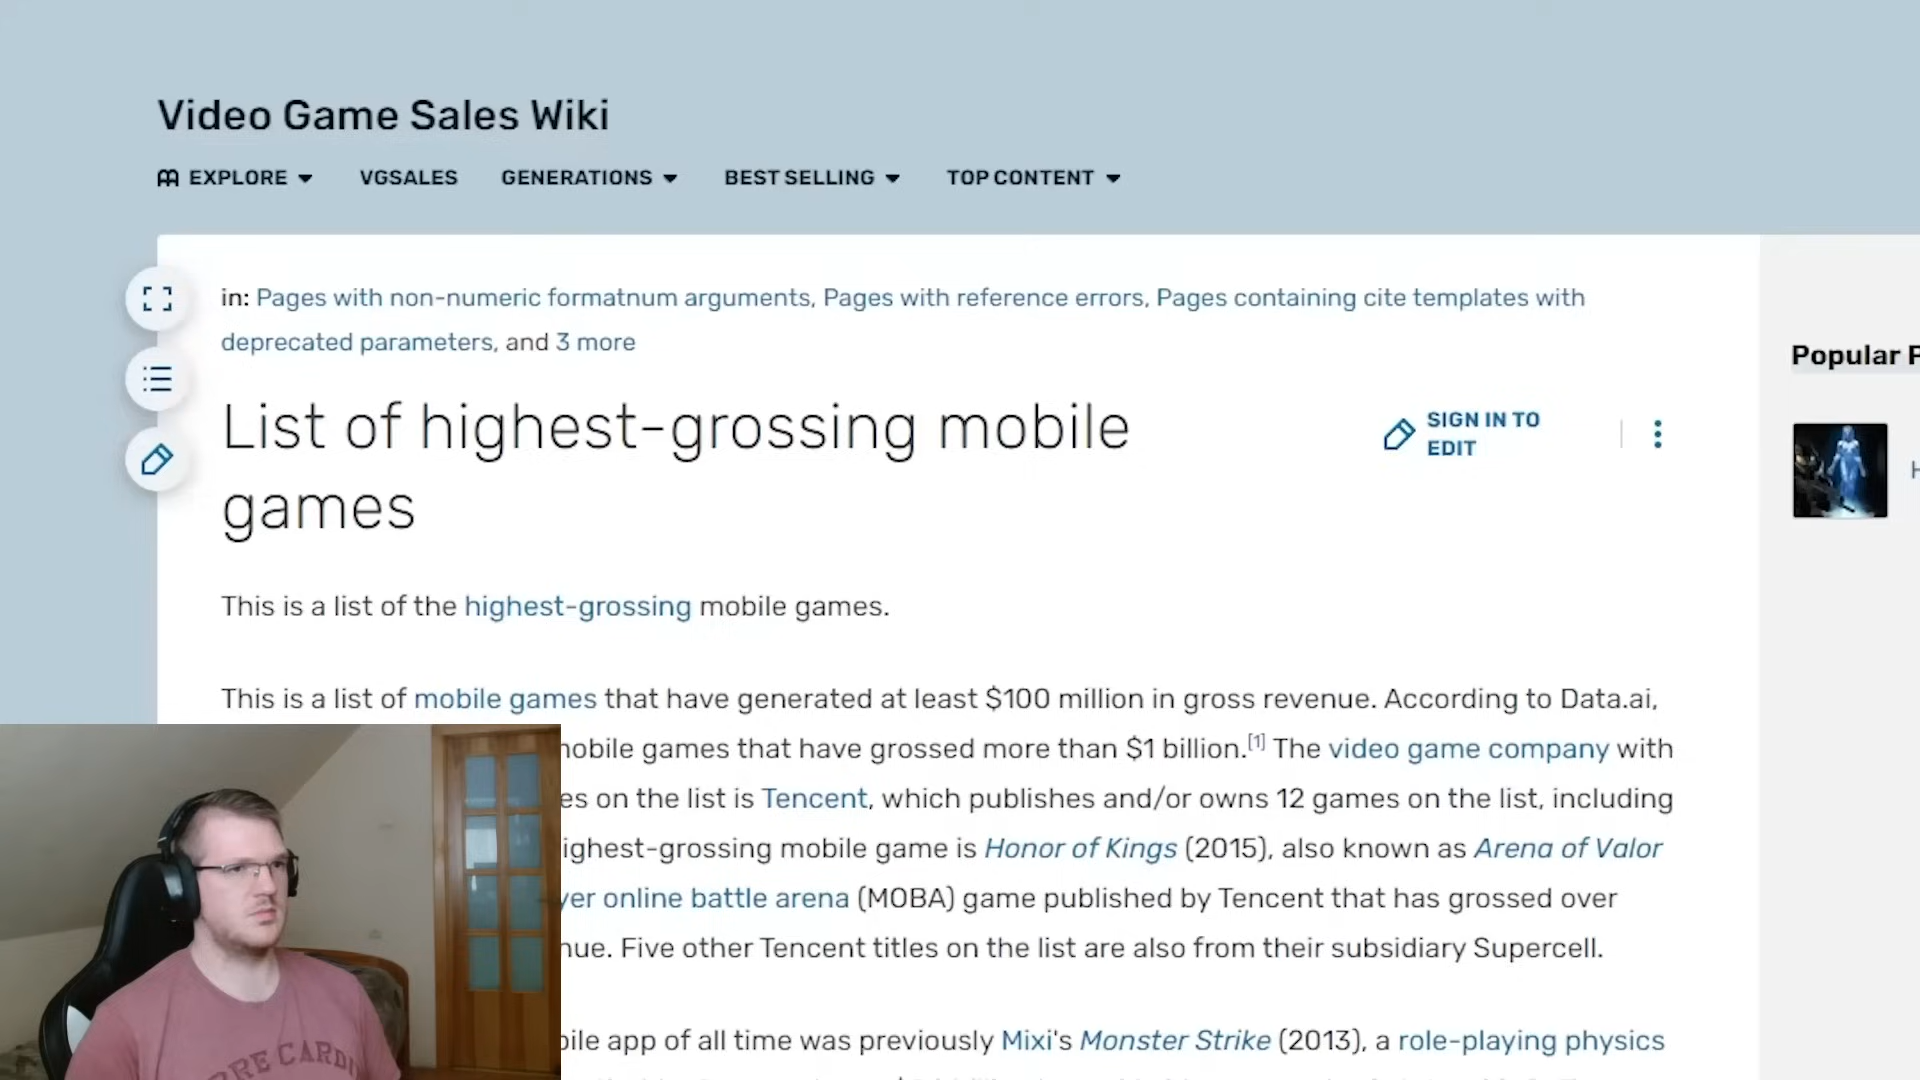 Video Game Sales Wiki
EXPLORE VGSALES GENERATIONS BEST SELLING TOP CONTENT
in: Pages with non-numeric formatnum arguments, Pages with reference errors, Pages containing cite templates with
deprecated parameters, and 3 more
Popular
List of highest-grossing mobile
games
SIGN IN TO
EDIT
This is a list of the highest-grossing mobile games.
This is a list of mobile games that have generated at least $100 million in gross revenue. According to Data.ai,
mobile games that have grossed more than $1 billion.[1] The video game company with
es on the list is Tencent, which publishes and/or owns 12 games on the list, including
ighest-grossing mobile game is Honor of Kings (2015), also known as Arena of Valor
yer online battle arena (MOBA) game published by Tencent that has grossed over
nue. Five other Tencent titles on the list are also from their subsidiary Supercell.
bile app of all time was previously Mixi's Monster Strike (2013), a role-playing physics